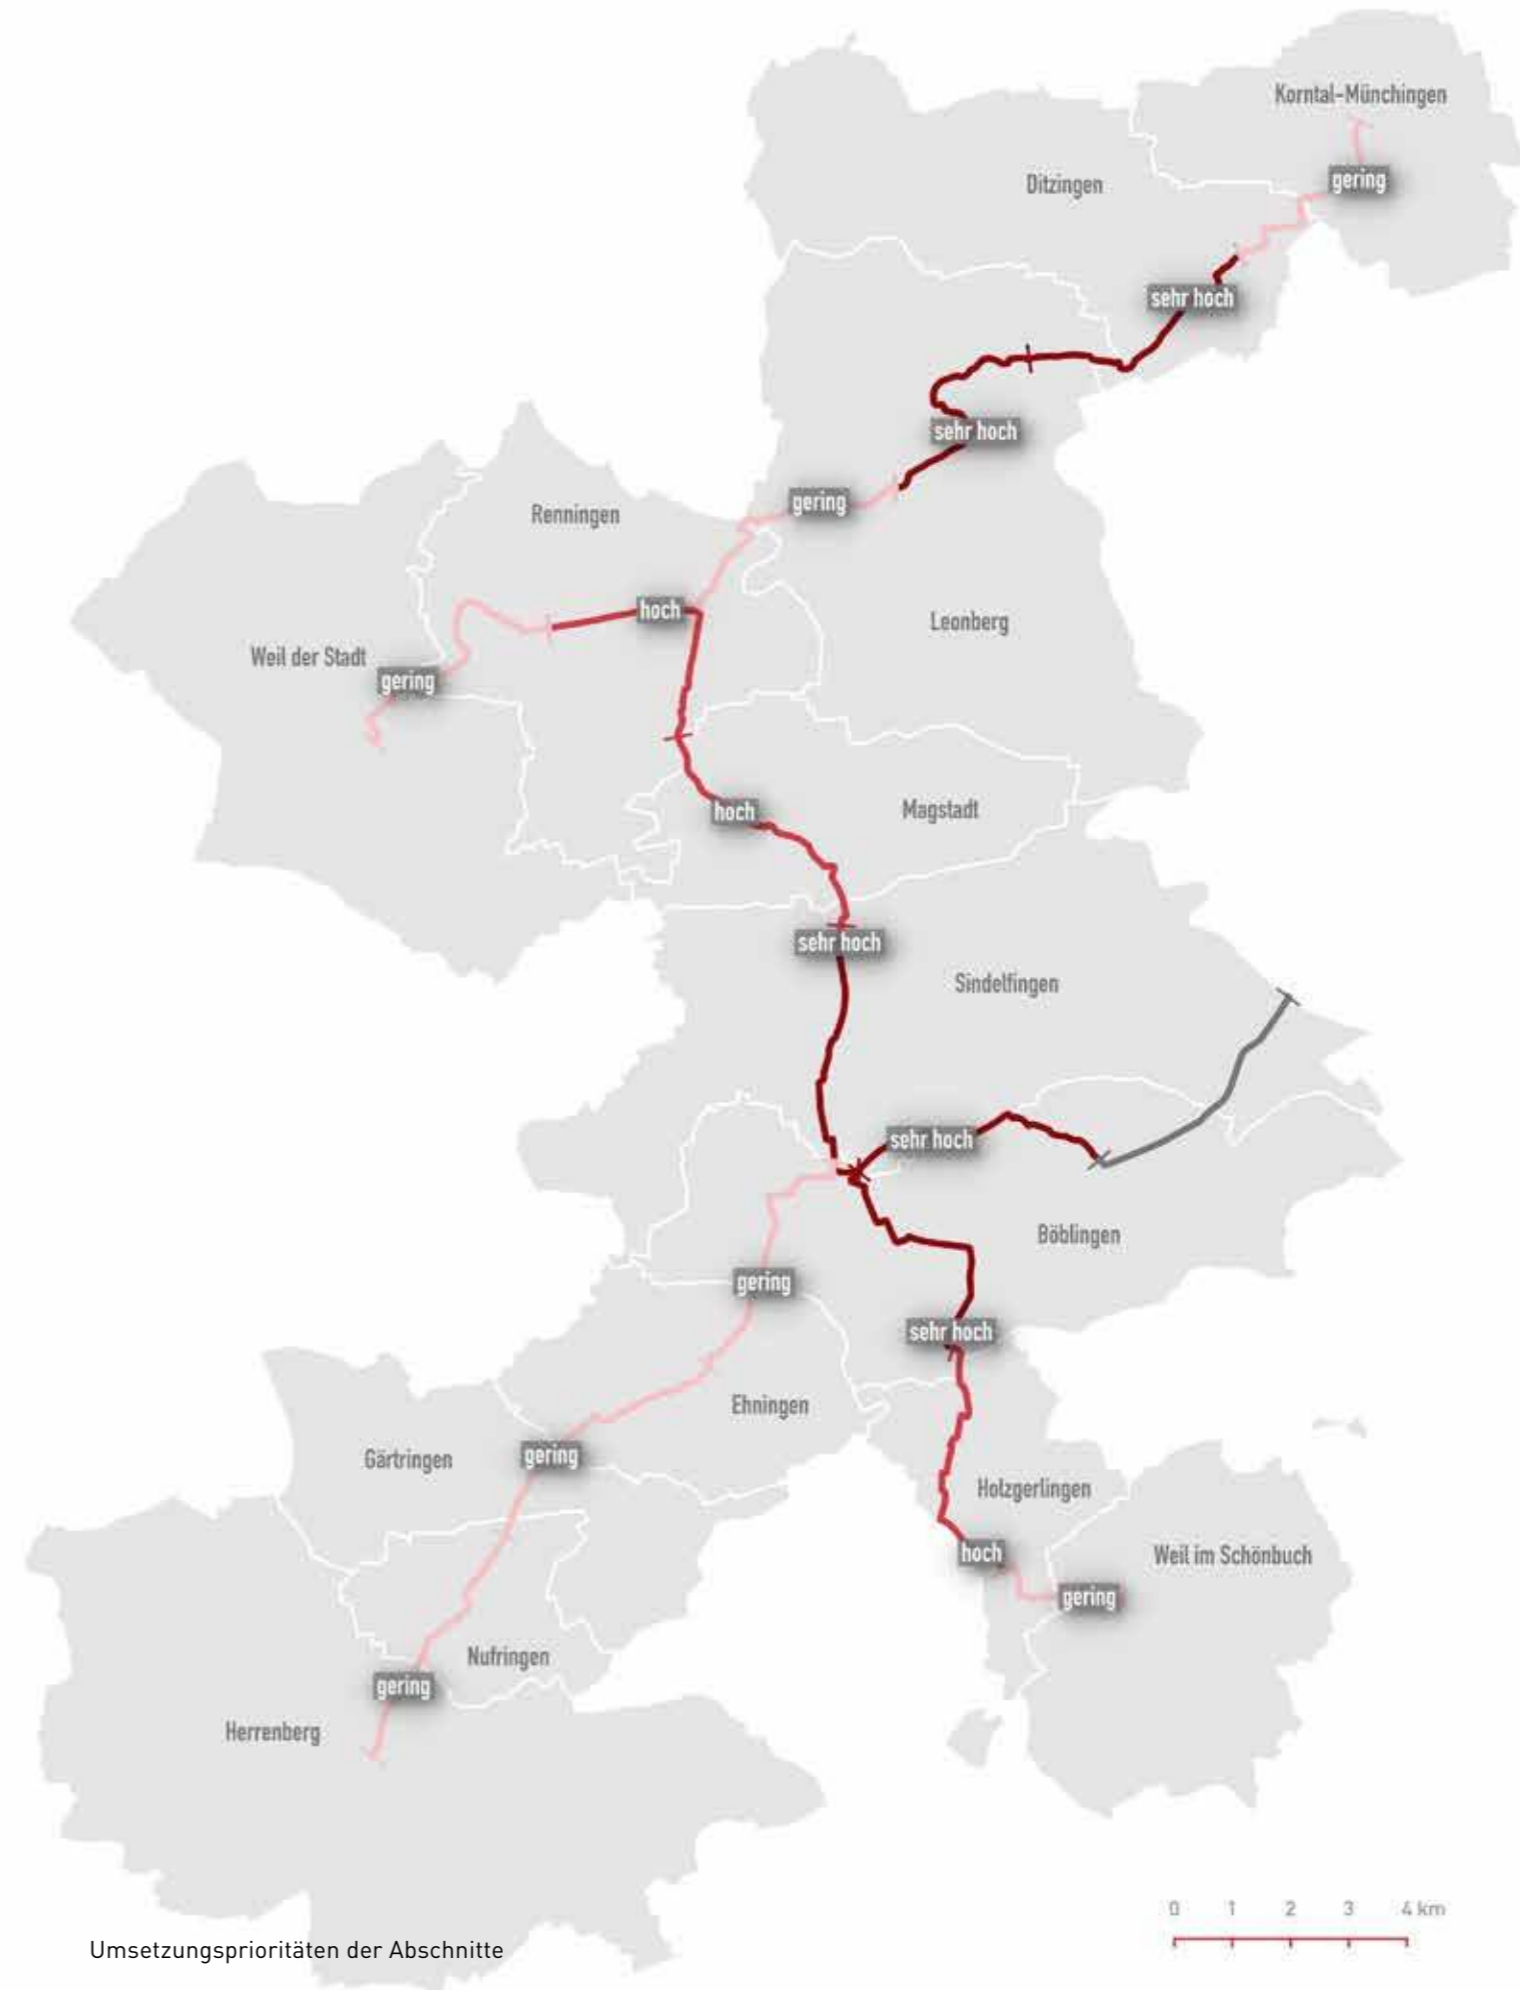 Korntal-Münchingen
gering
Ditzingen
sehr hoch
sehr hoch
gering
Renningen
hoch
Leonberg
Weil der Stadt
gering
hoch
Magstadt
sehr hoch
Sindelfingen
sehr hoch
Böblingen
gering
sehr hoch
Ehningen
Gärtringen
gering
Holzgerlingen
hoch
Weil im Schönbuch
gering
Nufringen
gering
Herrenberg
0 1 2 3 4 km
Umsetzungsprioritäten der Abschnitte